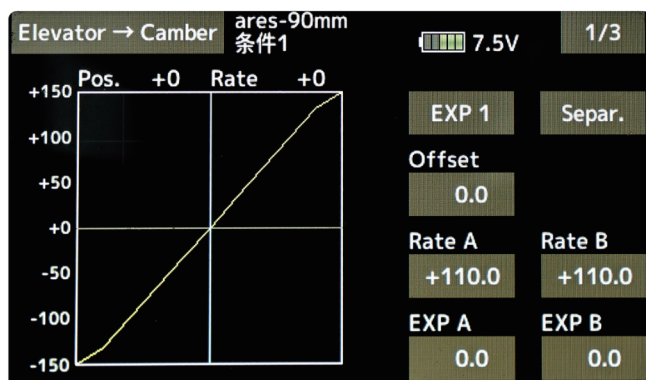 Elevator → Camber
ares-90mm
条件1
7.5V
1/3
Pos. +0 Rate +0
+150
+100
+50
+0
-50
-100
-150
EXP 1
Separ.
Offset
0.0
Rate A
Rate B
+110.0
+110.0
EXP A
EXP B
0.0
0.0